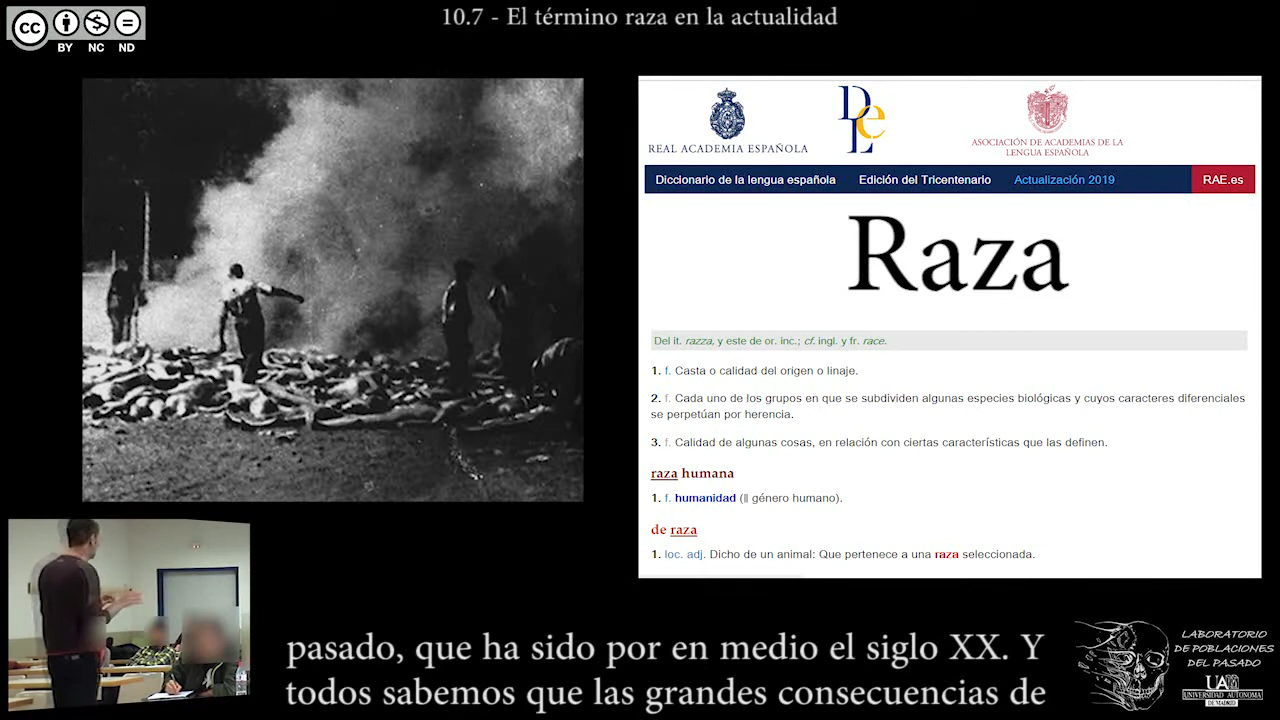 10.7 - El término raza en la actualidad
cc
BY NC ND
REAL ACADEMIA ESPAÑOLA
DLe
ASOCIACIÓN DE ACADEMIAS DE LA
LENGUA ESPAÑOLA
Diccionario de la lengua española Edición del Tricentenario Actualización 2019 RAE.es
Raza
Del it. razza, y este de or. inc.; cf. ingl. y fr. race.
1. f. Casta o calidad del origen o linaje.
2. f. Cada uno de los grupos en que se subdividen algunas especies biológicas y cuyos caracteres diferenciales
se perpetúan por herencia.
3. f. Calidad de algunas cosas, en relación con ciertas características que las definen.
raza humana
1. f. humanidad (‖ género humano).
de raza
1. loc. adj. Dicho de un animal: Que pertenece a una raza seleccionada.
pasado, que ha sido por en medio el siglo XX. Y
todos sabemos que las grandes consecuencias de
LABORATORIO
DE POBLACIONES
DEL PASADO
UAM
UNIVERSIDAD AUTONOMA
DE MADRID